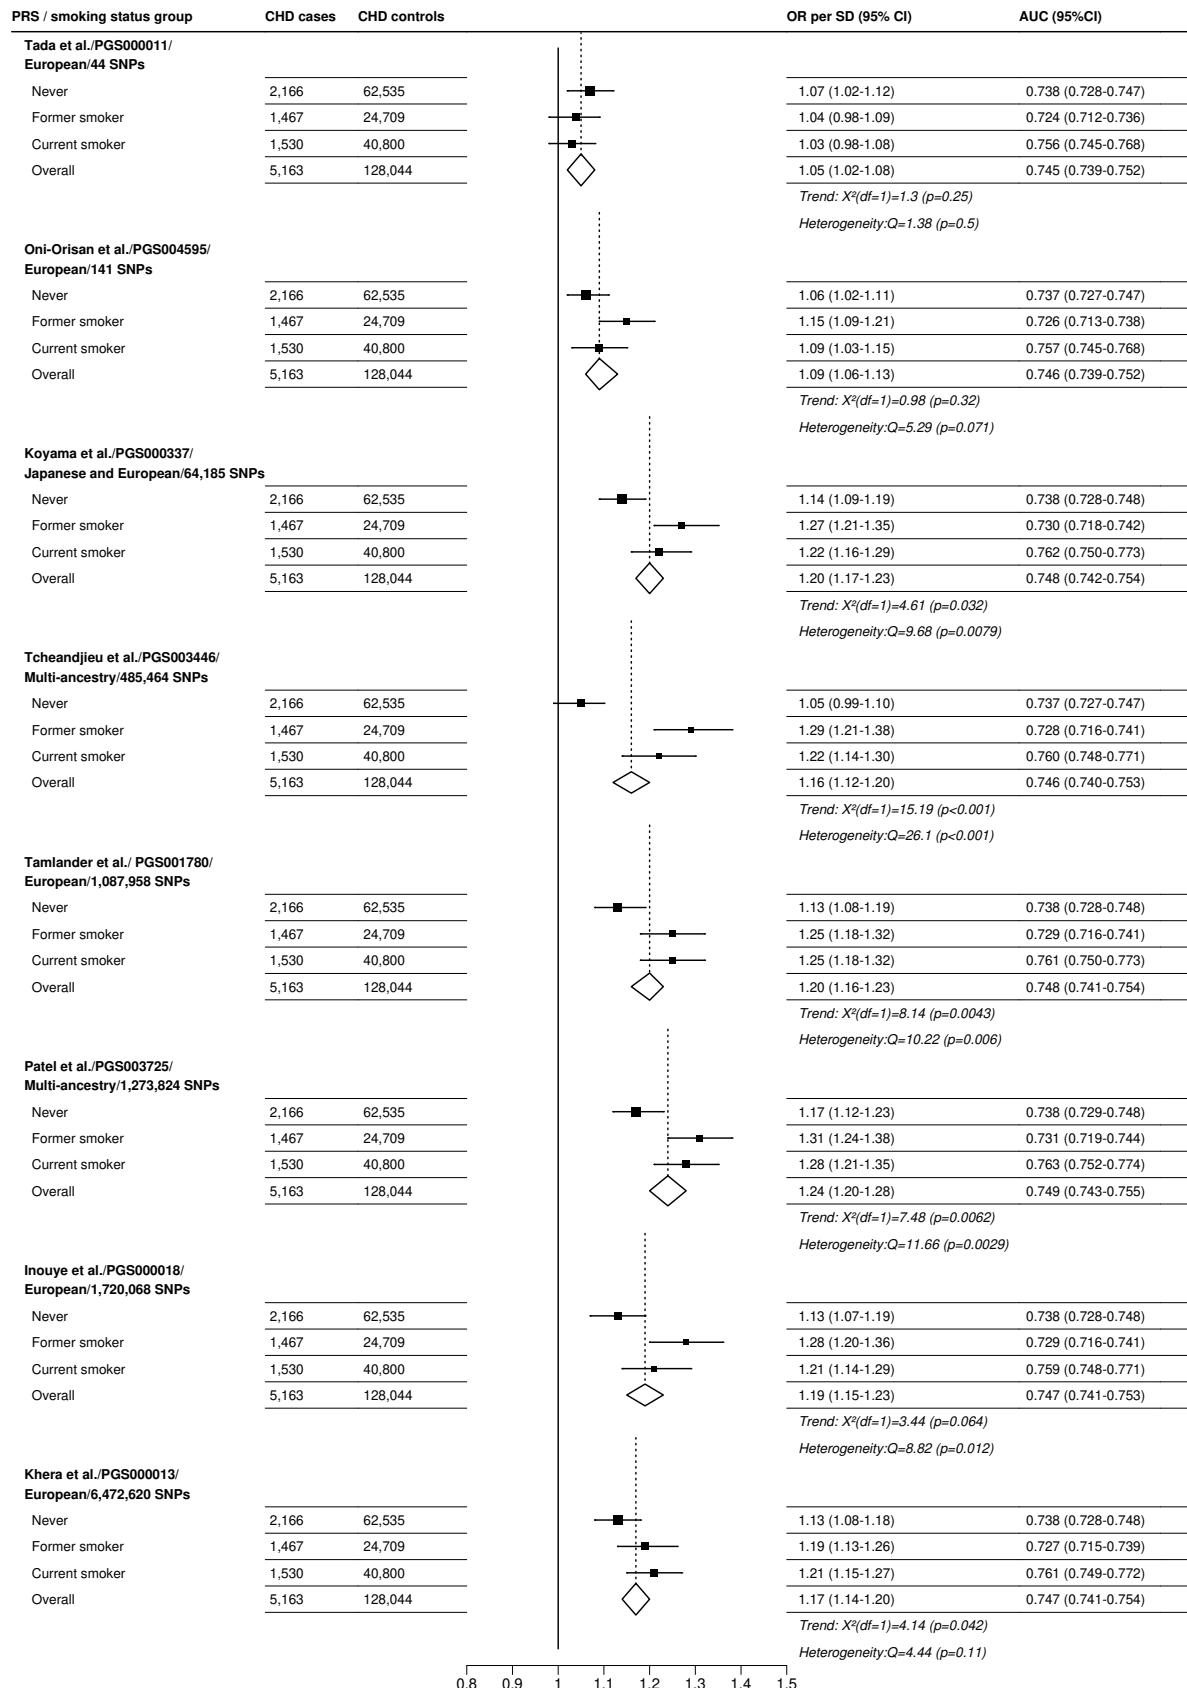 PRS / smoking status group CHD cases CHD controls OR per SD (95% CI) AUC (95%CI)
Tada et al./PGS000011/
European/44 SNPs
Never 2,166 62,535 1.07 (1.02-1.12) 0.738 (0.728-0.747)
Former smoker 1,467 24,709 1.04 (0.98-1.09) 0.724 (0.712-0.736)
Current smoker 1,530 40,800 1.03 (0.98-1.08) 0.756 (0.745-0.768)
Overall 5,163 128,044 1.05 (1.02-1.08) 0.745 (0.739-0.752)
Trend: X²(df=1)=1.3 (p=0.25)
Heterogeneity:Q=1.38 (p=0.5)
Oni-Orisan et al./PGS004595/
European/141 SNPs
Never 2,166 62,535 1.06 (1.02-1.11) 0.737 (0.727-0.747)
Former smoker 1,467 24,709 1.15 (1.09-1.21) 0.726 (0.713-0.738)
Current smoker 1,530 40,800 1.09 (1.03-1.15) 0.757 (0.745-0.768)
Overall 5,163 128,044 1.09 (1.06-1.13) 0.746 (0.739-0.752)
Trend: X²(df=1)=0.98 (p=0.32)
Heterogeneity:Q=5.29 (p=0.071)
Koyama et al./PGS000337/
Japanese and European/64,185 SNPs
Never 2,166 62,535 1.14 (1.09-1.19) 0.738 (0.728-0.748)
Former smoker 1,467 24,709 1.27 (1.21-1.35) 0.730 (0.718-0.742)
Current smoker 1,530 40,800 1.22 (1.16-1.29) 0.762 (0.750-0.773)
Overall 5,163 128,044 1.20 (1.17-1.23) 0.748 (0.742-0.754)
Trend: X²(df=1)=4.61 (p=0.032)
Heterogeneity:Q=9.68 (p=0.0079)
Tcheandjieu et al./PGS003446/
Multi-ancestry/485,464 SNPs
Never 2,166 62,535 1.05 (0.99-1.10) 0.737 (0.727-0.747)
Former smoker 1,467 24,709 1.29 (1.21-1.38) 0.728 (0.716-0.741)
Current smoker 1,530 40,800 1.22 (1.14-1.30) 0.760 (0.748-0.771)
Overall 5,163 128,044 1.16 (1.12-1.20) 0.746 (0.740-0.753)
Trend: X²(df=1)=15.19 (p<0.001)
Heterogeneity:Q=26.1 (p<0.001)
Tamlander et al./ PGS001780/
European/1,087,958 SNPs
Never 2,166 62,535 1.13 (1.08-1.19) 0.738 (0.728-0.748)
Former smoker 1,467 24,709 1.25 (1.18-1.32) 0.729 (0.716-0.741)
Current smoker 1,530 40,800 1.25 (1.18-1.32) 0.761 (0.750-0.773)
Overall 5,163 128,044 1.20 (1.16-1.23) 0.748 (0.741-0.754)
Trend: X²(df=1)=8.14 (p=0.0043)
Heterogeneity:Q=10.22 (p=0.006)
Patel et al./PGS003725/
Multi-ancestry/1,273,824 SNPs
Never 2,166 62,535 1.17 (1.12-1.23) 0.738 (0.729-0.748)
Former smoker 1,467 24,709 1.31 (1.24-1.38) 0.731 (0.719-0.744)
Current smoker 1,530 40,800 1.28 (1.21-1.35) 0.763 (0.752-0.774)
Overall 5,163 128,044 1.24 (1.20-1.28) 0.749 (0.743-0.755)
Trend: X²(df=1)=7.48 (p=0.0062)
Heterogeneity:Q=11.66 (p=0.0029)
Inouye et al./PGS000018/
European/1,720,068 SNPs
Never 2,166 62,535 1.13 (1.07-1.19) 0.738 (0.728-0.748)
Former smoker 1,467 24,709 1.28 (1.20-1.36) 0.729 (0.716-0.741)
Current smoker 1,530 40,800 1.21 (1.14-1.29) 0.759 (0.748-0.771)
Overall 5,163 128,044 1.19 (1.15-1.23) 0.747 (0.741-0.753)
Trend: X²(df=1)=3.44 (p=0.064)
Heterogeneity:Q=8.82 (p=0.012)
Khera et al./PGS000013/
European/6,472,620 SNPs
Never 2,166 62,535 1.13 (1.08-1.18) 0.738 (0.728-0.748)
Former smoker 1,467 24,709 1.19 (1.13-1.26) 0.727 (0.715-0.739)
Current smoker 1,530 40,800 1.21 (1.15-1.27) 0.761 (0.749-0.772)
Overall 5,163 128,044 1.17 (1.14-1.20) 0.747 (0.741-0.754)
Trend: X²(df=1)=4.14 (p=0.042)
Heterogeneity:Q=4.44 (p=0.11)
0.8 0.9 1 1.1 1.2 1.3 1.4 1.5